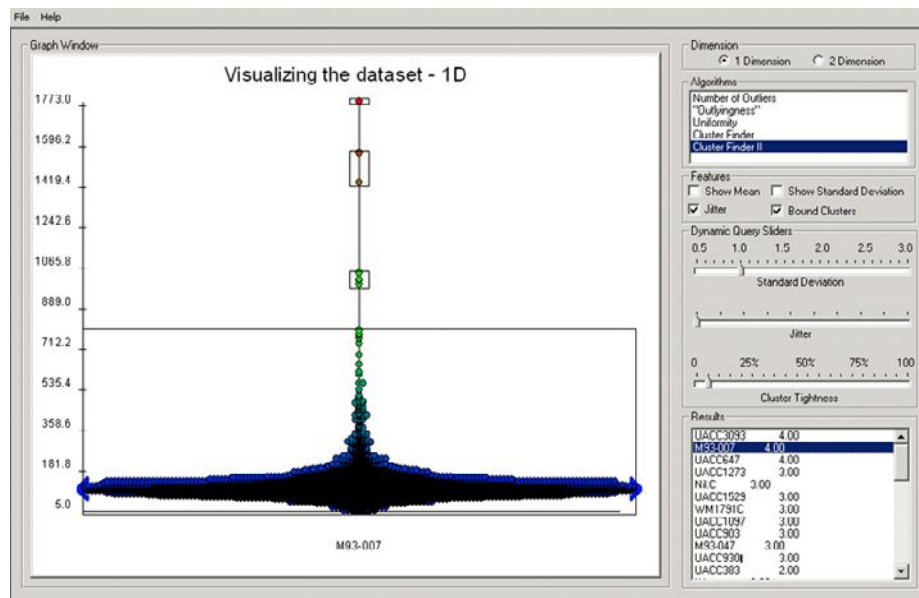 File Help
Graph Window
Visualizing the dataset - 1D
1773.0
1596.2
1419.4
1242.6
1065.8
889.0
712.2
535.4
358.6
181.8
5.0
M93-007
Dimension
1 Dimension 2 Dimension
Algorithms
Number of Outliers
"Outlyingness"
Uniformity
Cluster Finder
Cluster Finder II
Features
Show Mean Show Standard Deviation
Jitter Bound Clusters
Dynamic Query Sliders
0.5 1.0 1.5 2.0 2.5 3.0
Standard Deviation
Jitter
0 25% 50% 75% 100
Cluster Tightness
Results
UACC3093 4.00
M93-007 4.00
UACC647 4.00
UACC1273 3.00
Nil.C 3.00
UACC1529 3.00
WM1791C 3.00
UACC1097 3.00
UACC903 3.00
M93-047 3.00
3.00
UACC383 2.00